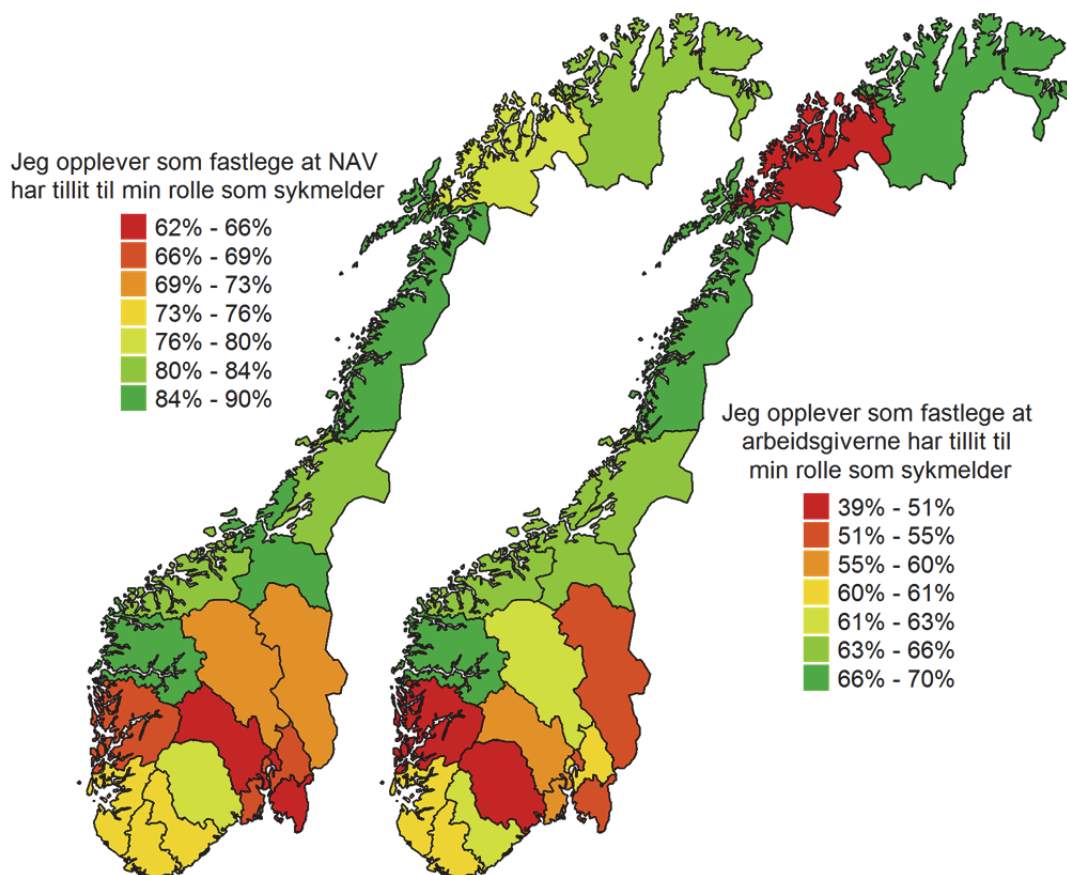 Jeg opplever som fastlege at NAV
har tillit til min rolle som sykmelder
62% - 66%
66% - 69%
69% - 73%
73% - 76%
76% - 80%
80% - 84%
84% - 90%
Jeg opplever som fastlege at
arbeidsgiverne har tillit til
min rolle som sykmelder
39% - 51%
51% - 55%
55% - 60%
60% - 61%
61% - 63%
63% - 66%
66% - 70%